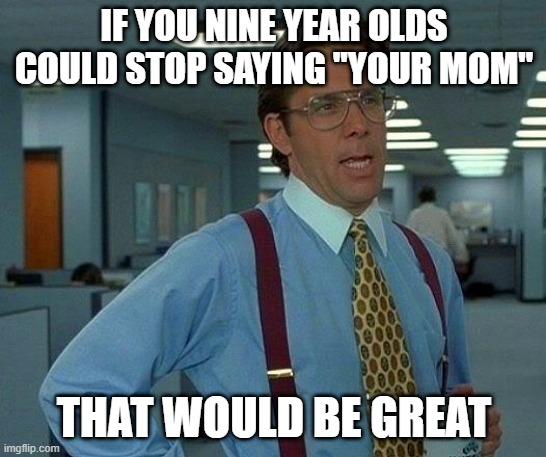 IF YOU NINE YEAR OLDS
COULD STOP SAYING "YOUR MOM"
THAT WOULD BE GREAT
imgflip.com